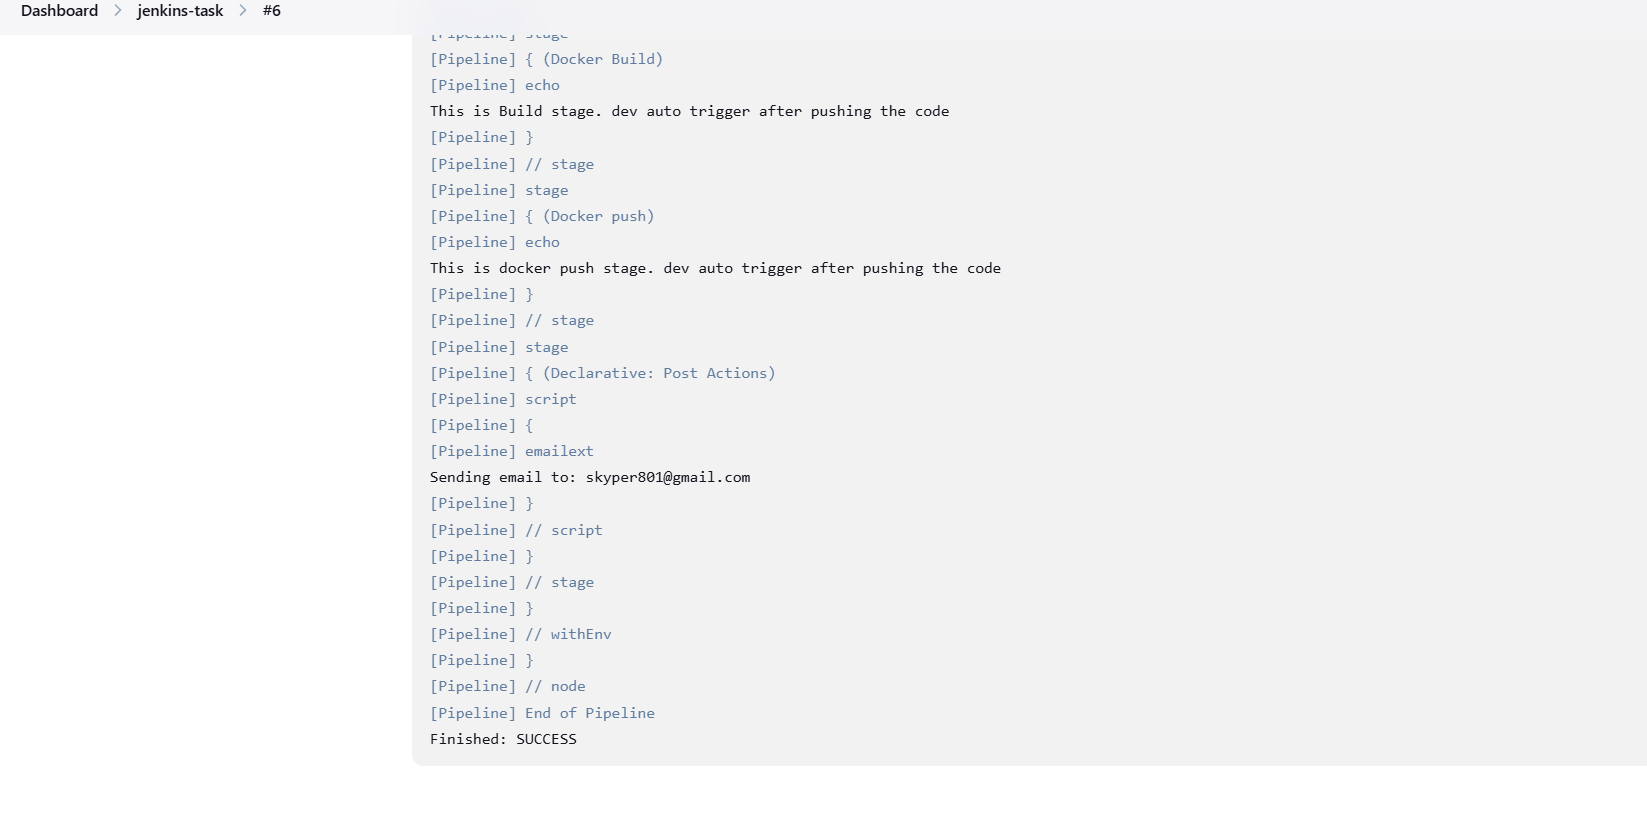 Dashboard > jenkins-task > #6
[Pipeline] stage
[Pipeline] { (Docker Build)
[Pipeline] echo
This is Build stage. dev auto trigger after pushing the code
[Pipeline] }
[Pipeline] // stage
[Pipeline] stage
[Pipeline] { (Docker push)
[Pipeline] echo
This is docker push stage. dev auto trigger after pushing the code
[Pipeline] }
[Pipeline] // stage
[Pipeline] stage
[Pipeline] { (Declarative: Post Actions)
[Pipeline] script
[Pipeline] {
[Pipeline] emailext
Sending email to: skyper801@gmail.com
[Pipeline] }
[Pipeline] // script
[Pipeline] }
[Pipeline] // stage
[Pipeline] }
[Pipeline] // withEnv
[Pipeline] }
[Pipeline] // node
[Pipeline] End of Pipeline
Finished: SUCCESS